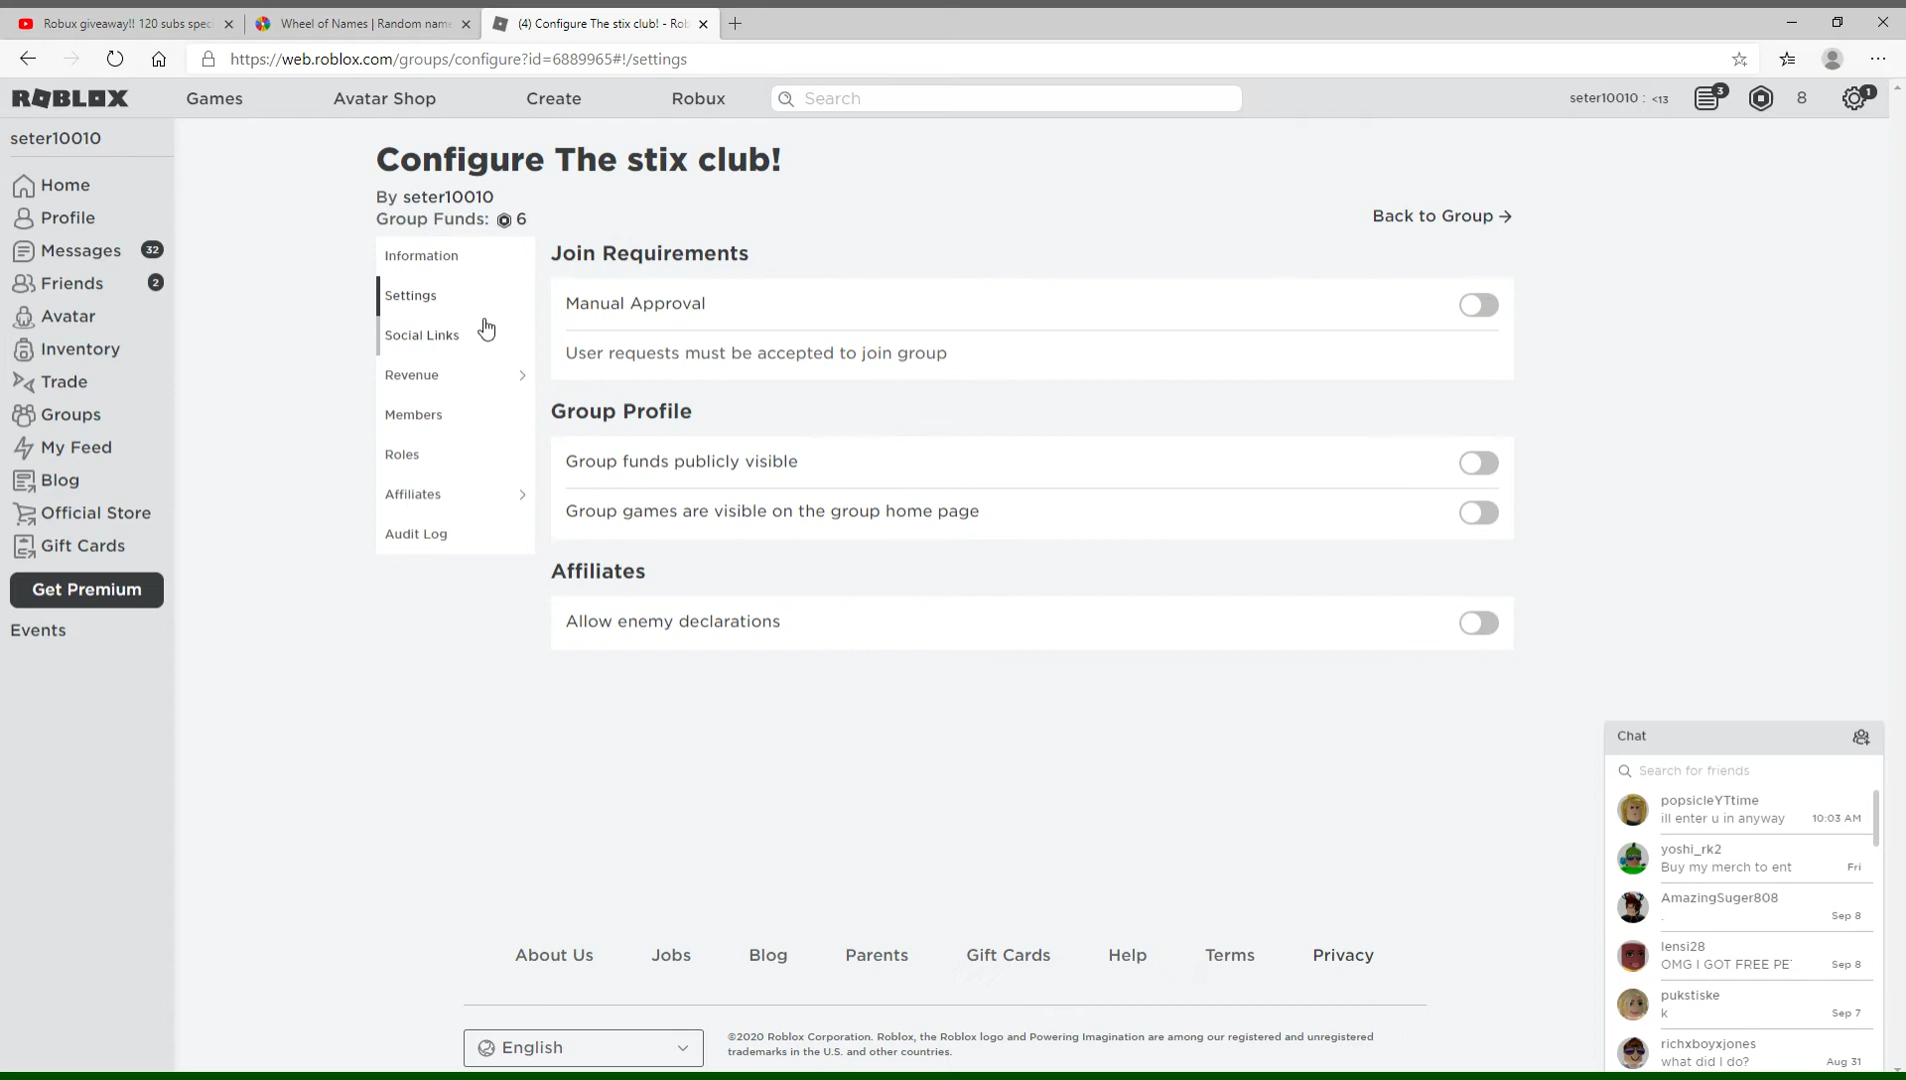 Robux giveaway!! 120 subs spec
Wheel of Names | Random name
(4) Configure The stix club! - Rob
https://web.roblox.com/groups/configure?id=6889965#!/settings
ROBLOX
Games
Avatar Shop
Create
Robux
Search
seter10010 : <13
3
8
1
seter10010
Home
Profile
Messages
32
Friends
2
Avatar
Inventory
Trade
Groups
My Feed
Blog
Official Store
Gift Cards
Get Premium
Events
Configure The stix club!
By seter10010
Group Funds: 6
Back to Group
Information
Settings
Social Links
Revenue
Members
Roles
Affiliates
Audit Log
Join Requirements
Manual Approval
User requests must be accepted to join group
Group Profile
Group funds publicly visible
Group games are visible on the group home page
Affiliates
Allow enemy declarations
Chat
Search for friends
popsicleYTtime
ill enter u in anyway 10:03 AM
yoshi_rk2
Buy my merch to ent Fri
AmazingSuger808
. Sep 8
lensi28
OMG I GOT FREE PE Sep 8
pukstiske
k Sep 7
richxboyxjones
what did I do? Aug 31
About Us
Jobs
Blog
Parents
Gift Cards
Help
Terms
Privacy
English
©2020 Roblox Corporation. Roblox, the Roblox logo and Powering Imagination are among our registered and unregistered
trademarks in the U.S. and other countries.